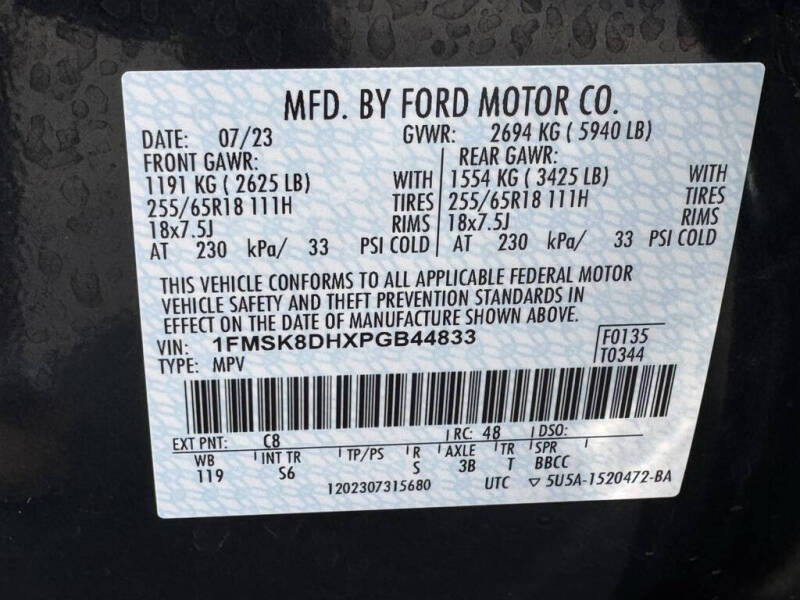 MFD. BY FORD MOTOR CO.
DATE: 07/23 GVWR: 2694 KG ( 5940 LB)
FRONT GAWR: REAR GAWR:
1191 KG ( 2625 LB) WITH 1554 KG ( 3425 LB) WITH
255/65R18 111H TIRES 255/65R18 111H TIRES
18x7.5J RIMS 18x7.5J RIMS
AT 230 kPa/ 33 PSI COLD AT 230 kPa/ 33 PSI COLD
THIS VEHICLE CONFORMS TO ALL APPLICABLE FEDERAL MOTOR
VEHICLE SAFETY AND THEFT PREVENTION STANDARDS IN
EFFECT ON THE DATE OF MANUFACTURE SHOWN ABOVE.
VIN: 1FMSK8DHXPGB44833 F0135
TYPE: MPV T0344
EXT PNT: C8 RC: 48 DSO:
WB INT TR TP/PS R AXLE TR SPR
119 S6 S 3B T BBCC
1202307315680 UTC ▽ 5U5A-1520472-BA